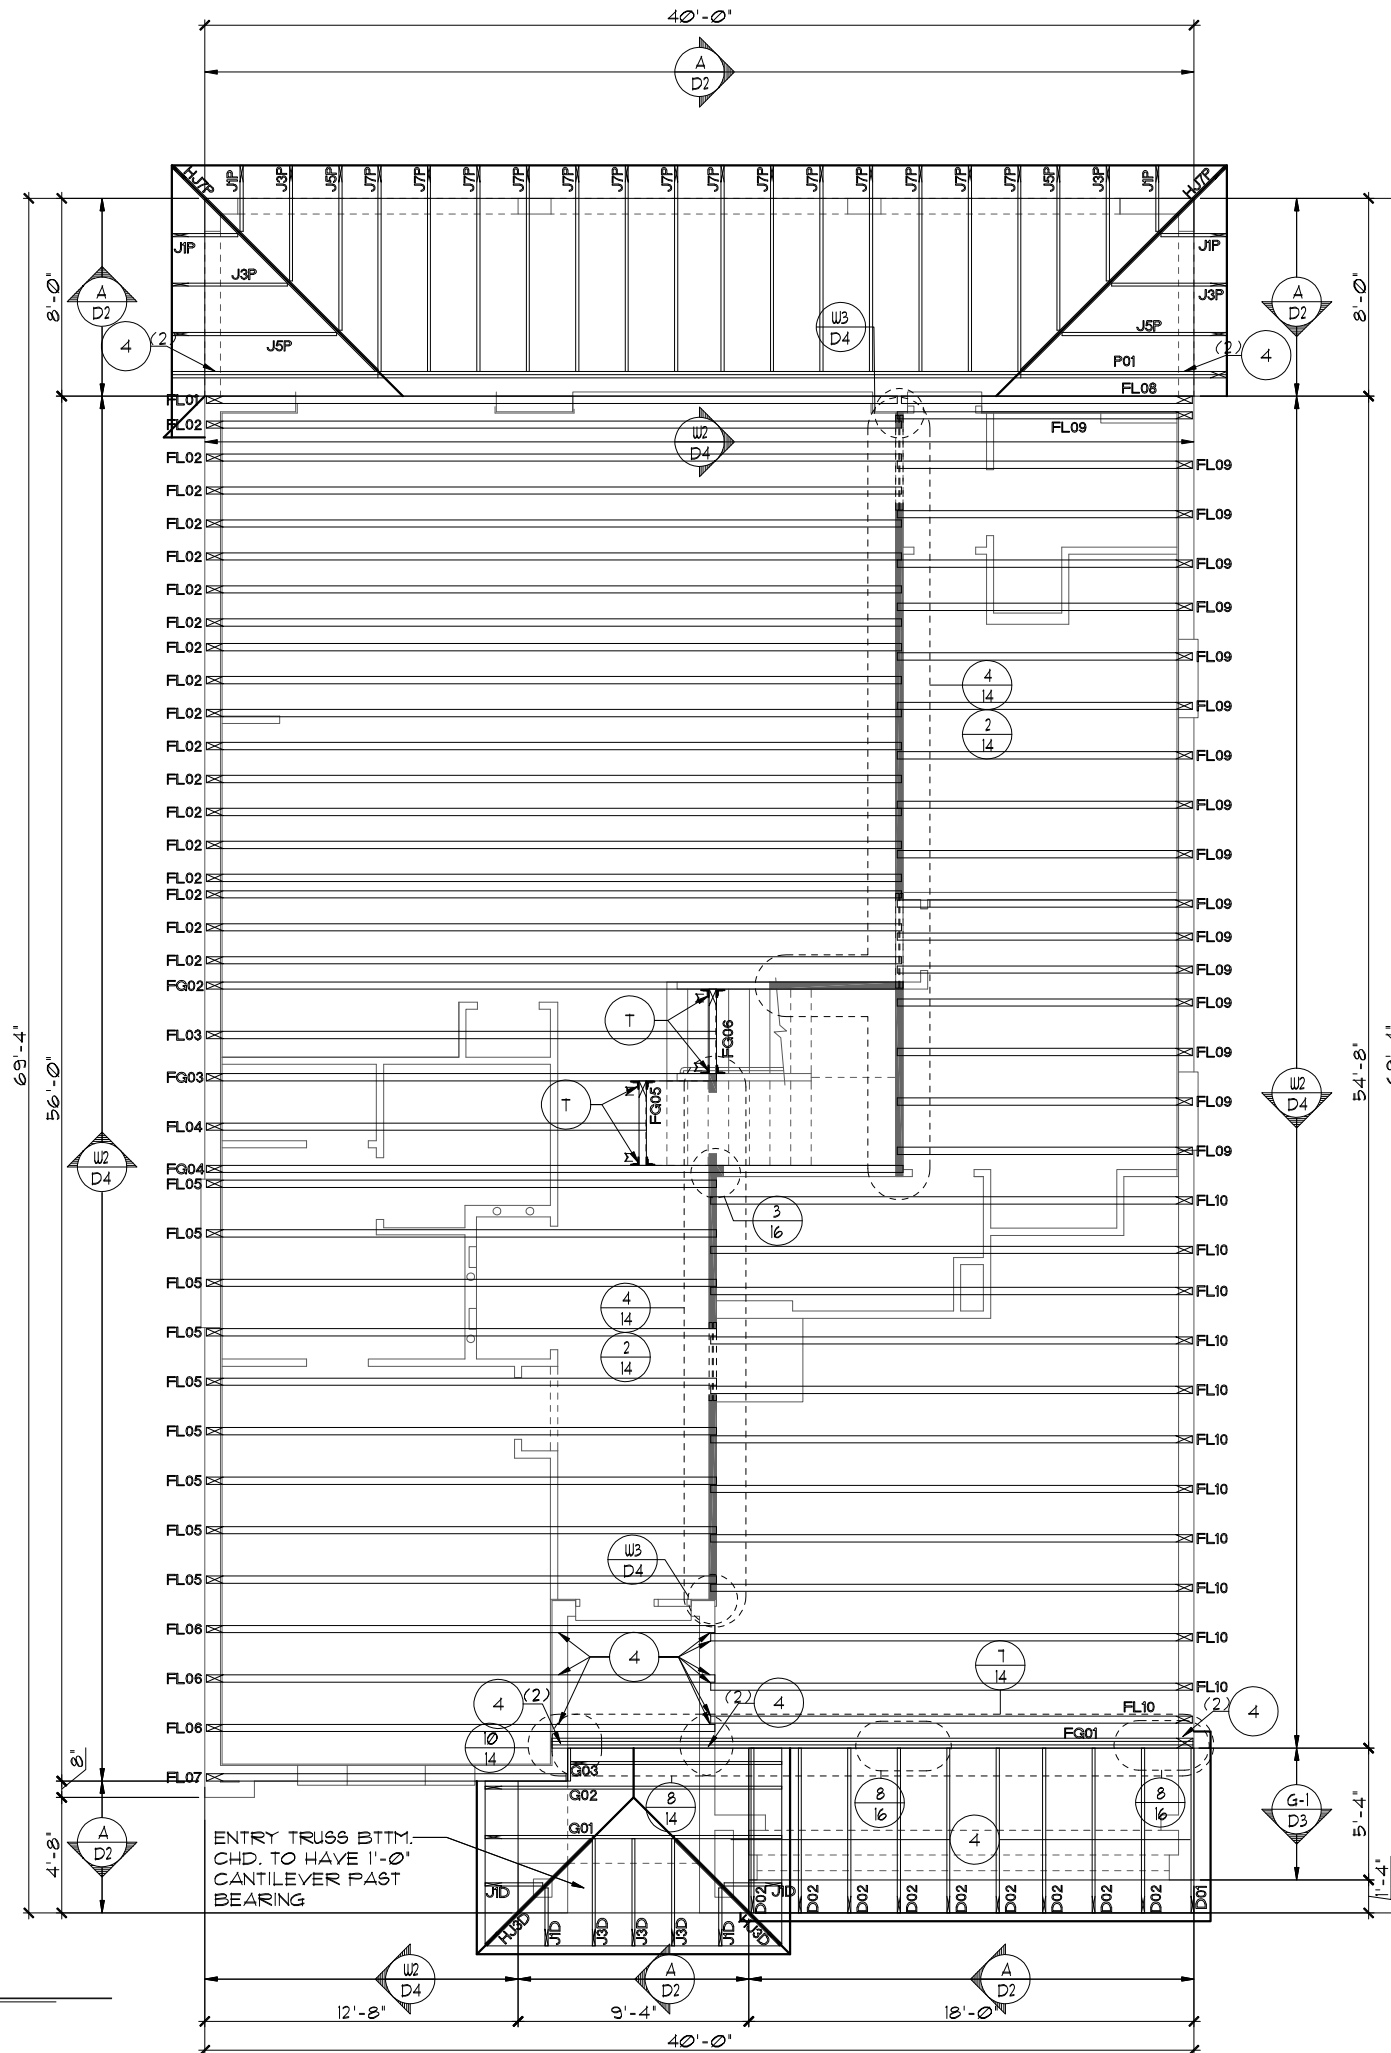 40'-0"
A
D2
HJ7P J1P J3P J5P J7P J7P J7P J7P J7P J7P J7P J7P J7P J7P J7P J7P J7P J5P J3P J1P HJ7P
J1P
J1P
J3P
J3P
J5P
J5P
8'-0"
A
D2
A
D2
8'-0"
4
(2)
W3
D4
(2)
4
P01
FL08
FL01
FL02
FL09
W2
D4
FL02
FL09
FL02
FL02
FL09
FL02
FL09
FL02
FL09
FL02
FL02
FL09
FL02
4
14
FL02
FL09
2
14
FL02
FL09
FL02
FL02
FL09
FL02
FL09
FL02
FL02
FL09
FL02
FL09
FL02
FL09
FG02
FL09
T
FG06
FL03
FL09
69'-4"
56'-0"
FG03
T
FG05
FL09
W2
D4
54'-8"
FL04
FL09
W2
D4
FG04
FL05
FL10
3
16
FL05
FL10
FL05
FL10
4
14
FL05
FL10
2
14
FL05
FL10
FL05
FL10
FL05
FL10
FL05
FL10
W3
D4
FL05
FL10
FL06
FL10
4
7
14
FL06
FL10
4
(2)
(2)
4
FL10
(2)
4
FL06
FG01
10
14
8"
FL07
G03
G02
8
14
8
16
8
16
G-1
D3
5'-4"
G01
4
4'-8"
A
D2
ENTRY TRUSS BTTM.
CHD. TO HAVE 1'-0"
CANTILEVER PAST
BEARING
J1D
J1D
1'-4"
D02 D02 D02 D02 D02 D02 D02 D02 D02 D01
HJ3D J1D J3D J3D J3D J1D HJ3D
W2
D4
A
D2
A
D2
12'-8"
9'-4"
18'-0"
40'-0"